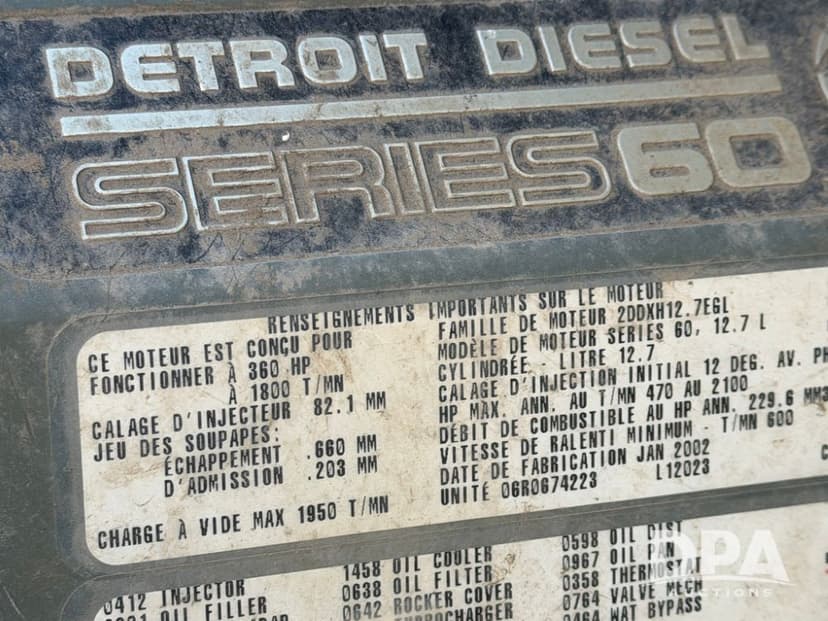 DETROIT DIESEL
SERIES 60
RENSEIGNEMENTS IMPORTANTS SUR LE MOTEUR
CE MOTEUR EST CONÇU POUR
FONCTIONNER À 360 HP
À 1800 T/MN
CALAGE D'INJECTEUR 82.1 MM
JEU DES SOUPAPES:
ÉCHAPPEMENT .660 MM
D'ADMISSION .203 MM
CHARGE À VIDE MAX 1950 T/MN
FAMILLE DE MOTEUR 2DDXH12.7EGL
MODÈLE DE MOTEUR SERIES 60, 12.7 L
CYLINDRÉE - LITRE 12.7
CALAGE D'INJECTION INITIAL 12 DEG. AV. PH
HP MAX. ANN. AU T/MN 470 AU 2100
DÉBIT DE COMBUSTIBLE AU HP ANN. 229.6 MM3
VITESSE DE RALENTI MINIMUM - T/MN 600
DATE DE FABRICATION JAN 2002
UNITÉ 06R0674223 L12023
0412 INJECTOR
OIL FILLER
1458 OIL COOLER
0638 OIL FILTER
0642 ROCKER COVER
TURBOCHARGER
0598 OIL DIST
0967 OIL PAN
0358 THERMOSTAT
0764 VALVE MECH
0464 WAT BYPASS
DPA
AUCTIONS